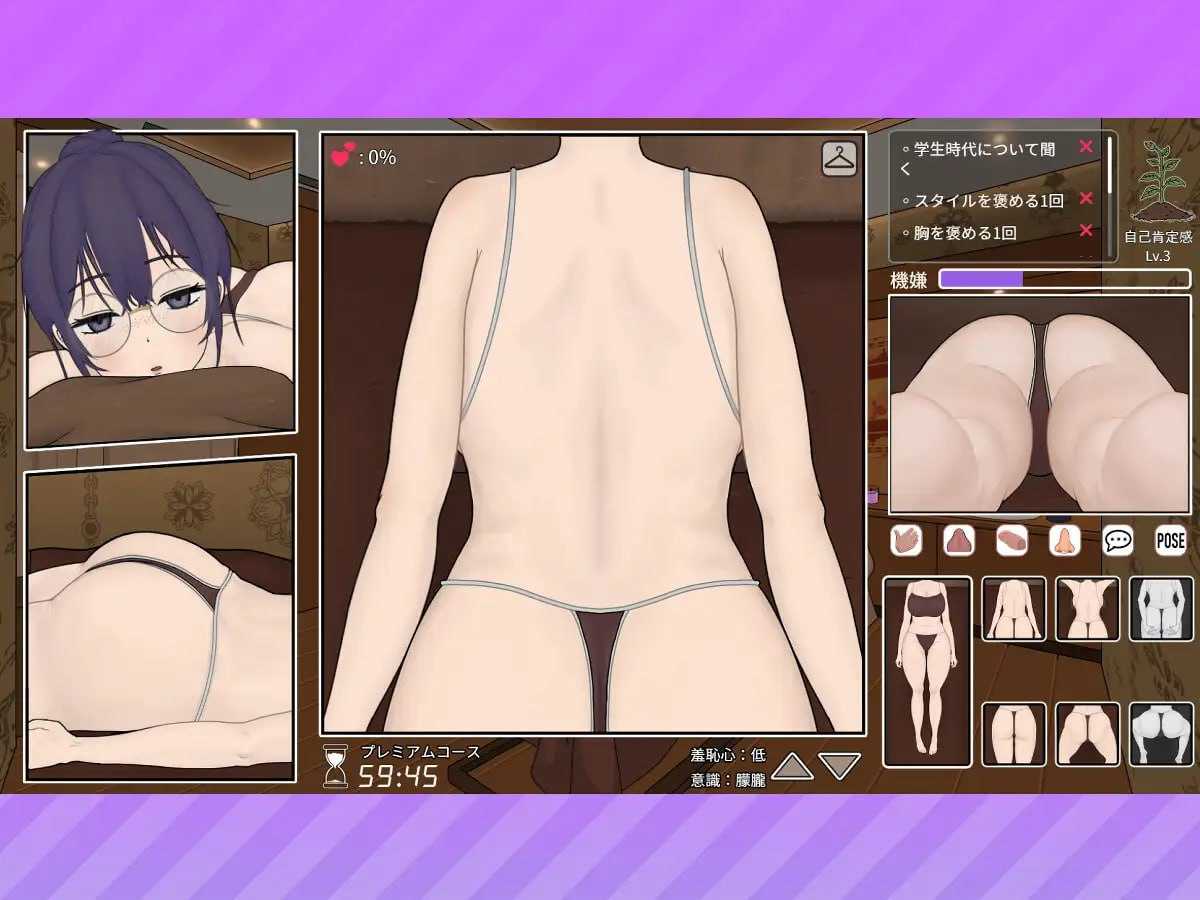 : 0%
学生時代について聞
く
スタイルを褒める1回
胸を褒める1回
自己肯定感
Lv.3
機嫌
POSE
プレミアムコース
59:45
羞恥心：低
意識：朦朧